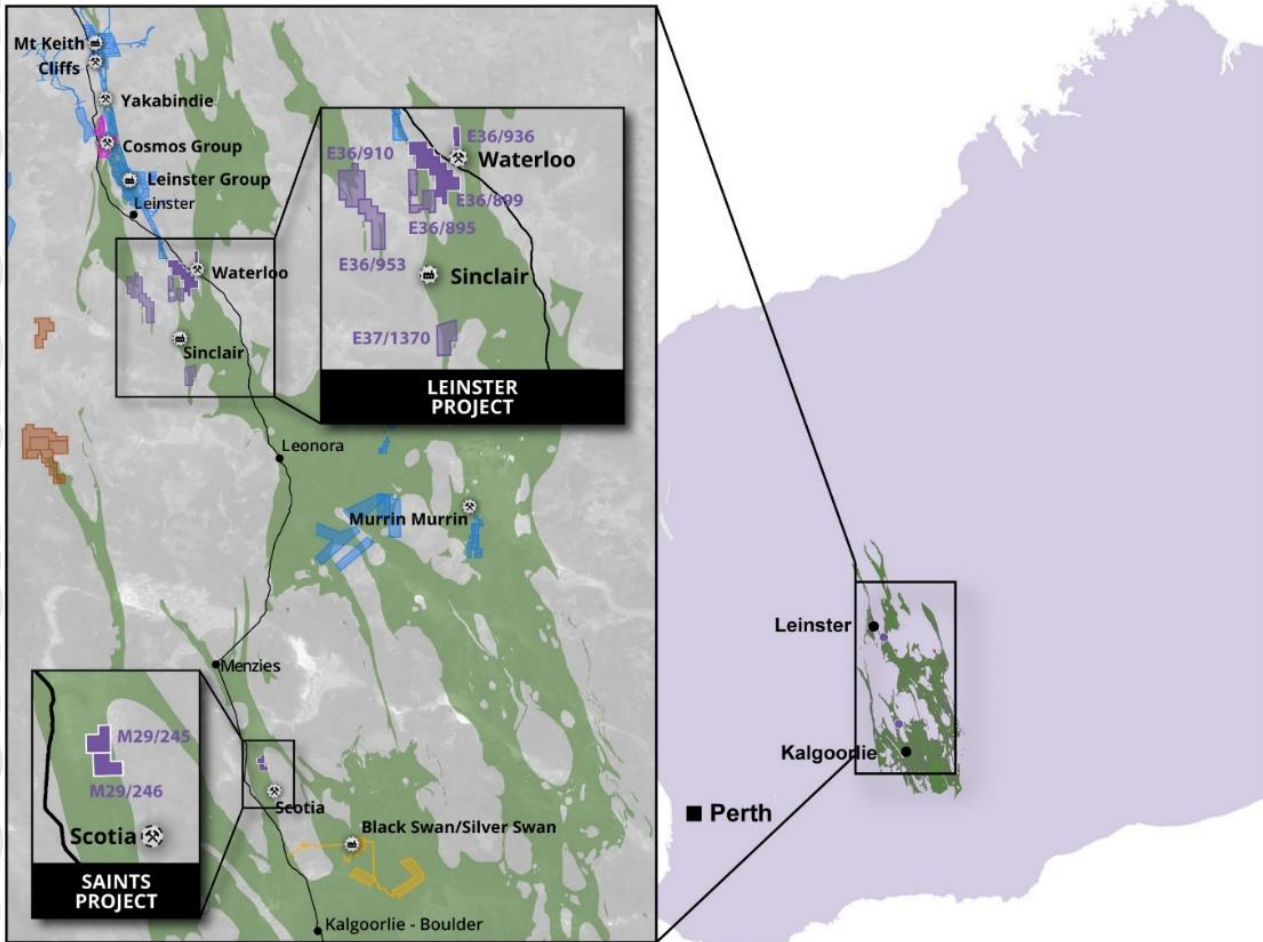 Mt Keith
Cliffs
Yakabindie
Cosmos Group
Leinster Group
Leinster
Waterloo
Sinclair
E36/936
E36/910
Waterloo
E36/899
E36/895
E36/953
Sinclair
E37/1370
LEINSTER
PROJECT
Leonora
Murrin Murrin
Menzies
M29/245
M29/246
Scotia
SAINTS
PROJECT
Scotia
Black Swan/Silver Swan
Kalgoorlie - Boulder
Leinster
Kalgoorlie
Perth